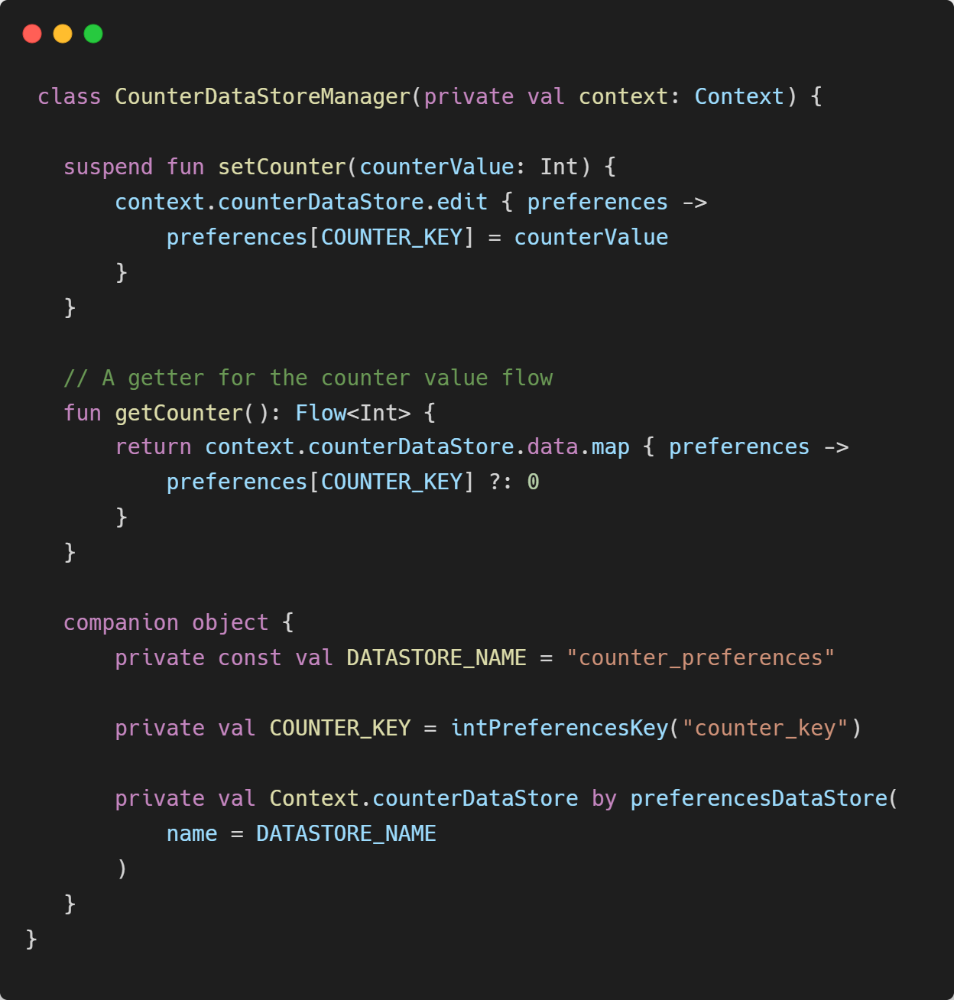 class CounterDataStoreManager(private val context: Context) {
suspend fun setCounter(counterValue: Int) {
context.counterDataStore.edit { preferences ->
preferences[COUNTER_KEY] = counterValue
}
}
// A getter for the counter value flow
fun getCounter(): Flow<Int> {
return context.counterDataStore.data.map { preferences ->
preferences[COUNTER_KEY] ?: 0
}
}
companion object {
private const val DATASTORE_NAME = "counter_preferences"
private val COUNTER_KEY = intPreferencesKey("counter_key")
private val Context.counterDataStore by preferencesDataStore(
name = DATASTORE_NAME
)
}
}